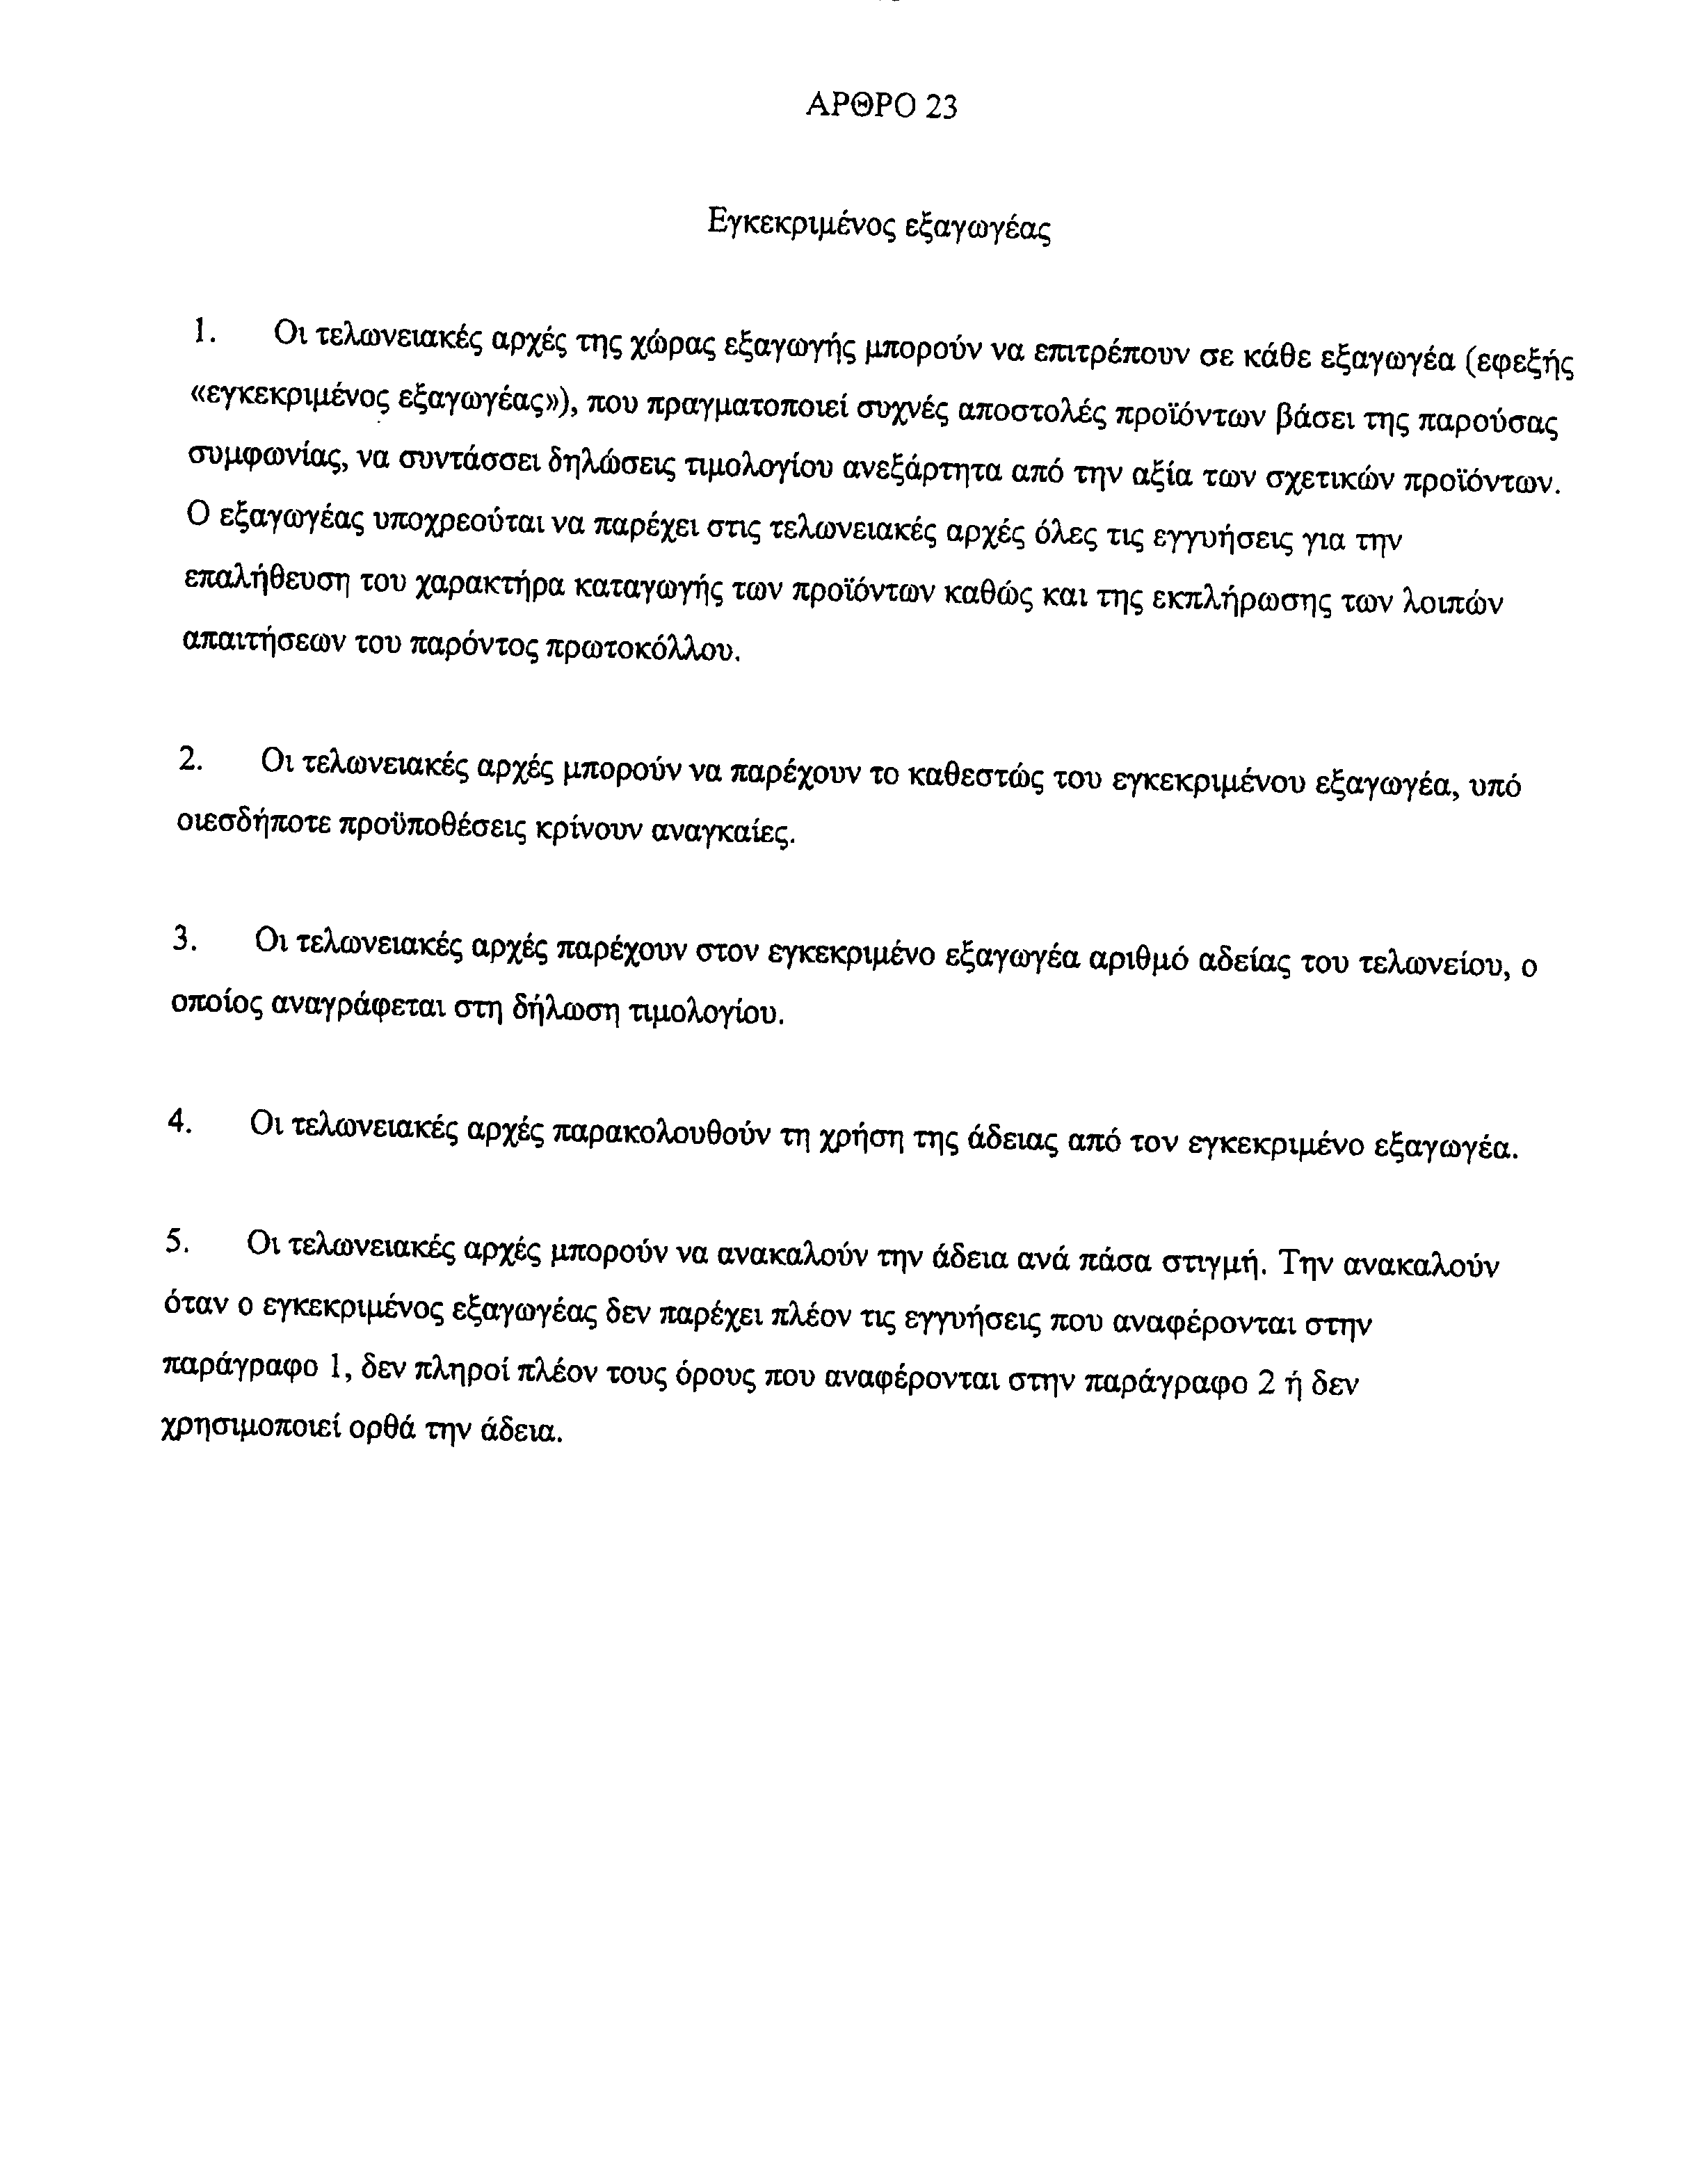 ΑΡΘΡΟ 23
Εγκεκριμένος εξαγωγέας
1. Οι τελωνειακές αρχές της χώρας εξαγωγής μπορούν να επιτρέπουν σε κάθε εξαγωγέα (εφεξής
«εγκεκριμένος εξαγωγέας»), που πραγματοποιεί συχνές αποστολές προϊόντων βάσει της παρούσας
συμφωνίας, να συντάσσει δηλώσεις τιμολογίου ανεξάρτητα από την αξία των σχετικών προϊόντων.
Ο εξαγωγέας υποχρεούται να παρέχει στις τελωνειακές αρχές όλες τις εγγυήσεις για την
επαλήθευση του χαρακτήρα καταγωγής των προϊόντων καθώς και της εκπλήρωσης των λοιπών
απαιτήσεων του παρόντος πρωτοκόλλου.
2. Οι τελωνειακές αρχές μπορούν να παρέχουν το καθεστώς του εγκεκριμένου εξαγωγέα, υπό
οιεσδήποτε προϋποθέσεις κρίνουν αναγκαίες.
3. Οι τελωνειακές αρχές παρέχουν στον εγκεκριμένο εξαγωγέα αριθμό αδείας του τελωνείου, ο
οποίος αναγράφεται στη δήλωση τιμολογίου.
4. Οι τελωνειακές αρχές παρακολουθούν τη χρήση της άδειας από τον εγκεκριμένο εξαγωγέα.
5. Οι τελωνειακές αρχές μπορούν να ανακαλούν την άδεια ανά πάσα στιγμή. Την ανακαλούν
όταν ο εγκεκριμένος εξαγωγέας δεν παρέχει πλέον τις εγγυήσεις που αναφέρονται στην
παράγραφο 1, δεν πληροί πλέον τους όρους που αναφέρονται στην παράγραφο 2 ή δεν
χρησιμοποιεί ορθά την άδεια.